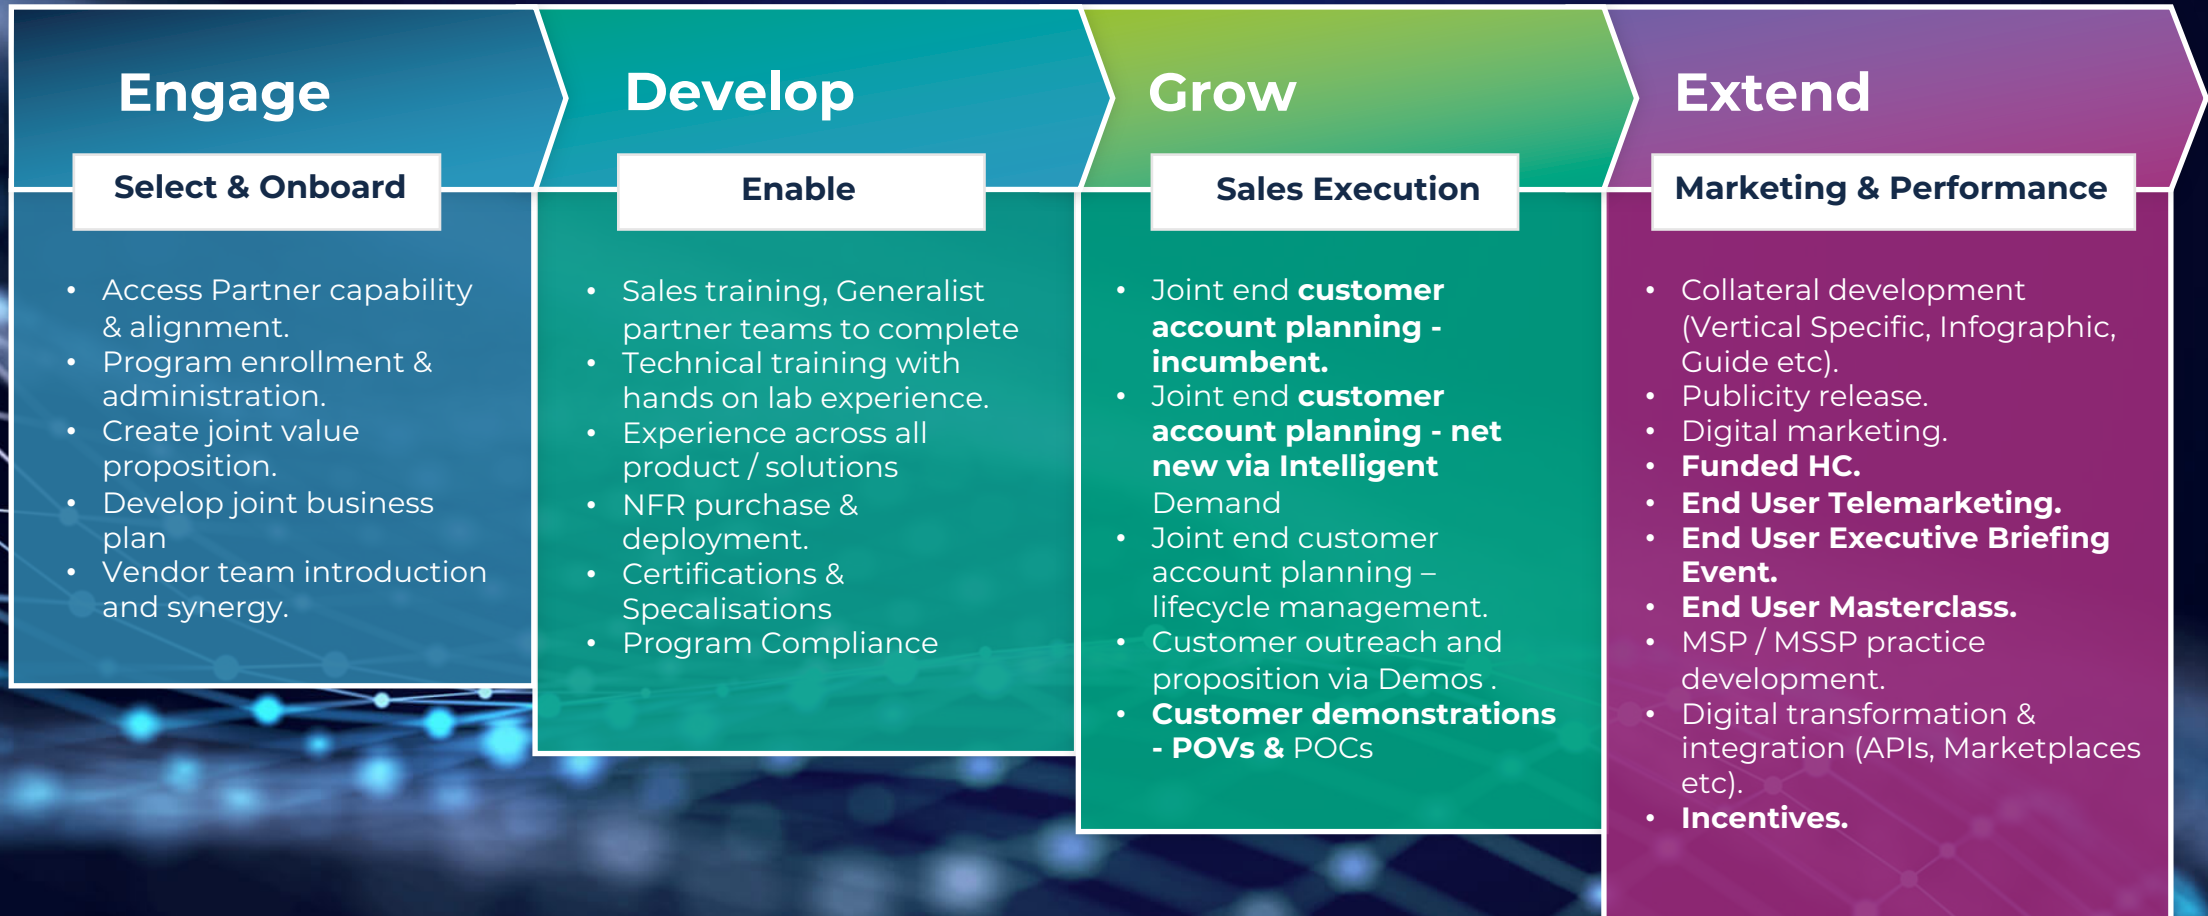 Engage
Select & Onboard
• Access Partner capability
& alignment.
• Program enrollment &
administration.
• Create joint value
proposition.
• Develop joint business
plan
• Vendor team introduction
and synergy.
Develop
Enable
• Sales training, Generalist
partner teams to complete
• Technical training with
hands on lab experience.
• Experience across all
product / solutions
• NFR purchase &
deployment.
• Certifications &
Specalisations
• Program Compliance
Grow
Sales Execution
• Joint end customer
account planning -
incumbent.
• Joint end customer
account planning - net
new via Intelligent
Demand
• Joint end customer
account planning –
lifecycle management.
• Customer outreach and
proposition via Demos .
• Customer demonstrations
- POVs & POCs
Extend
Marketing & Performance
• Collateral development
(Vertical Specific, Infographic,
Guide etc).
• Publicity release.
• Digital marketing.
• Funded HC.
• End User Telemarketing.
• End User Executive Briefing
Event.
• End User Masterclass.
• MSP / MSSP practice
development.
• Digital transformation &
integration (APIs, Marketplaces
etc).
• Incentives.